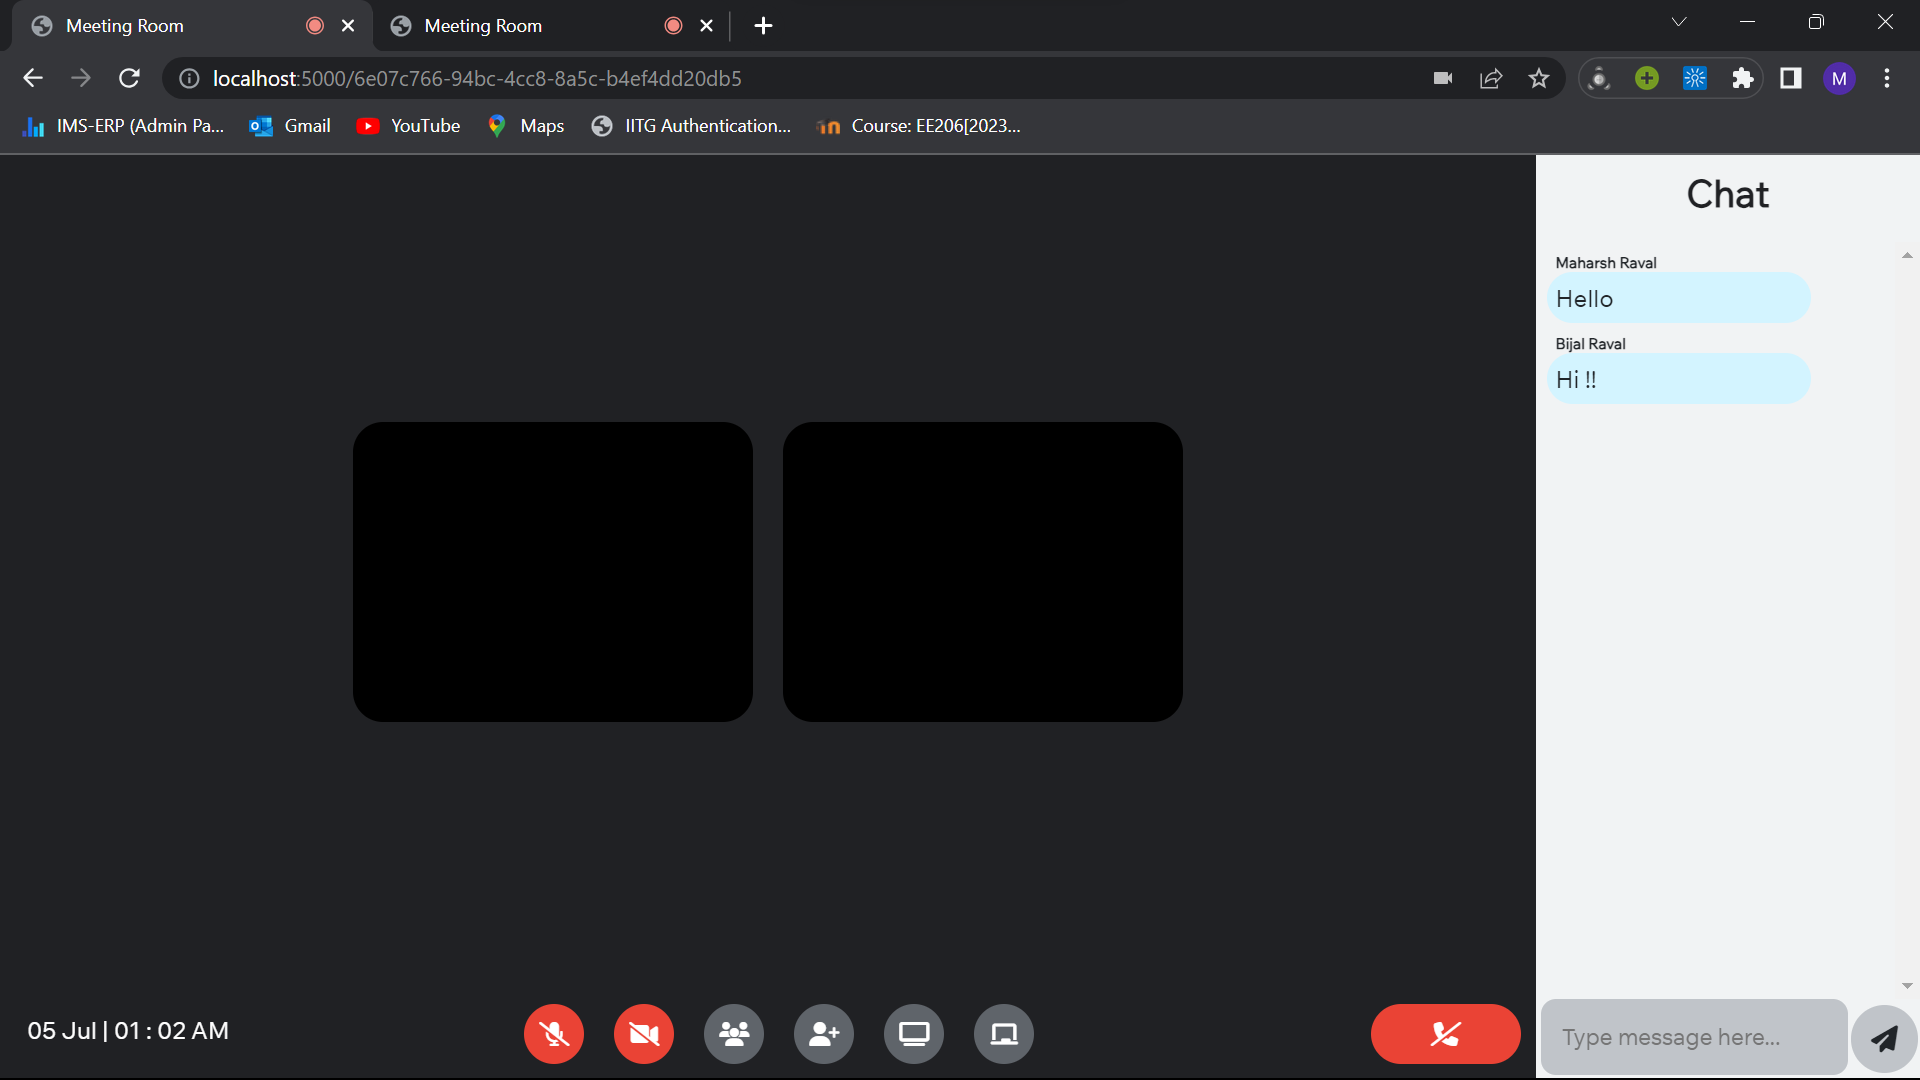 Meeting Room
Meeting Room
localhost:5000/6e07c766-94bc-4cc8-8a5c-b4ef4dd20db5
M
IMS-ERP (Admin Pa...
Gmail
YouTube
Maps
IITG Authentication...
Course: EE206[2023...
Chat
Maharsh Raval
Hello
Bijal Raval
Hi !!
05 Jul | 01 : 02 AM
Type message here...